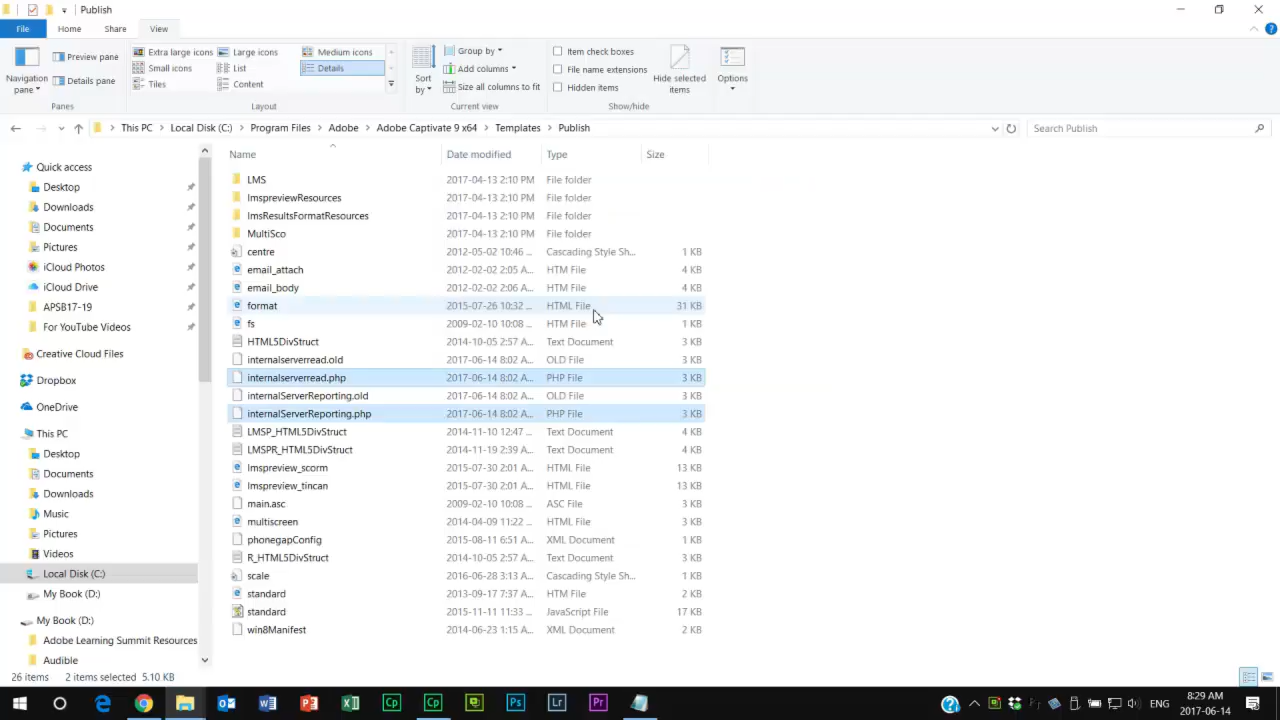 Publish
File Home Share View
Navigation pane
Preview pane
Details pane
Panes
Extra large icons Large icons Medium icons
Small icons List Details
Tiles Content
Layout
Sort by
Group by
Add columns
Size all columns to fit
Current view
Item check boxes
File name extensions
Hidden items
Hide selected items
Show/hide
Options
This PC Local Disk (C:) Program Files Adobe Adobe Captivate 9 x64 Templates Publish
Search Publish
Quick access
Desktop
Downloads
Documents
Pictures
iCloud Photos
iCloud Drive
APSB17-19
For YouTube Videos
Creative Cloud Files
Dropbox
OneDrive
This PC
Desktop
Documents
Downloads
Music
Pictures
Videos
Local Disk (C:)
My Book (D:)
My Book (D:)
Adobe Learning Summit Resources
Audible
Name Date modified Type Size
LMS 2017-04-13 2:10 PM File folder
lmspreviewResources 2017-04-13 2:10 PM File folder
lmsResultsFormatResources 2017-04-13 2:10 PM File folder
MultiSco 2017-04-13 2:10 PM File folder
centre 2012-05-02 10:46 ... Cascading Style Sh... 1 KB
email_attach 2012-02-02 2:05 A... HTM File 4 KB
email_body 2012-02-02 2:06 A... HTM File 4 KB
format 2015-07-26 10:32 ... HTML File 31 KB
fs 2009-02-10 10:08 ... HTM File 1 KB
HTML5DivStruct 2014-10-05 2:57 A... Text Document 3 KB
internalserverread.old 2017-06-14 8:02 A... OLD File 3 KB
internalserverread.php 2017-06-14 8:02 A... PHP File 3 KB
internalServerReporting.old 2017-06-14 8:02 A... OLD File 3 KB
internalServerReporting.php 2017-06-14 8:02 A... PHP File 3 KB
LMSP_HTML5DivStruct 2014-11-10 12:47 ... Text Document 4 KB
LMSPR_HTML5DivStruct 2014-11-19 2:39 A... Text Document 4 KB
lmspreview_scorm 2015-07-30 2:01 A... HTML File 13 KB
lmspreview_tincan 2015-07-30 2:01 A... HTML File 13 KB
main.asc 2009-02-10 10:08 ... ASC File 3 KB
multiscreen 2014-04-09 11:22 ... HTML File 3 KB
phonegapConfig 2015-08-11 6:51 A... XML Document 1 KB
R_HTML5DivStruct 2014-10-05 2:57 A... Text Document 3 KB
scale 2016-06-28 3:13 A... Cascading Style Sh... 1 KB
standard 2013-09-17 7:37 A... HTM File 2 KB
standard 2015-11-11 11:33 ... JavaScript File 17 KB
win8Manifest 2014-06-23 1:15 A... XML Document 2 KB
26 items 2 items selected 5.10 KB
Cp Cp Ps Lr Pr
ENG
8:29 AM
2017-06-14